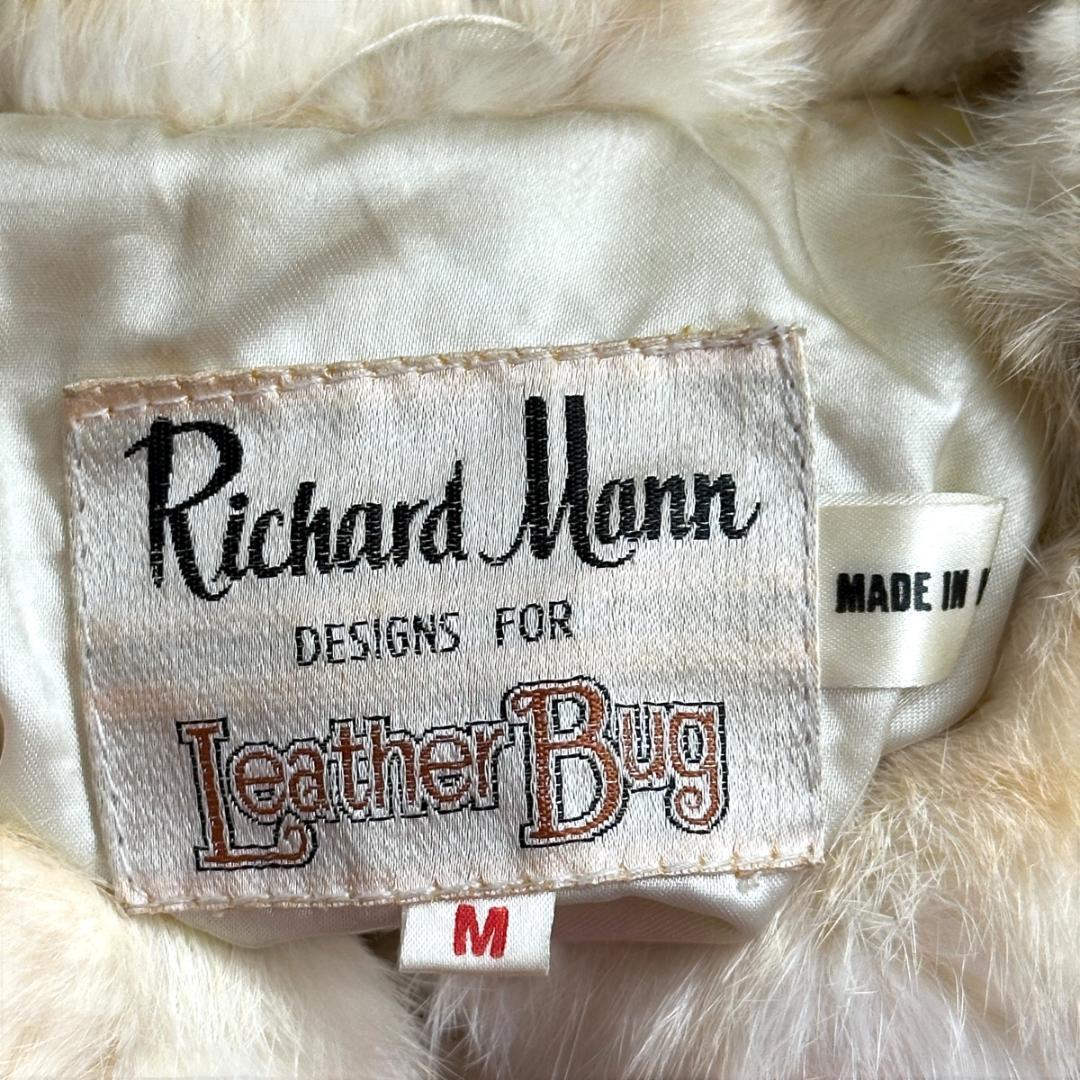 Richard Mann
DESIGNS FOR
Leather Bug
MADE IN
M